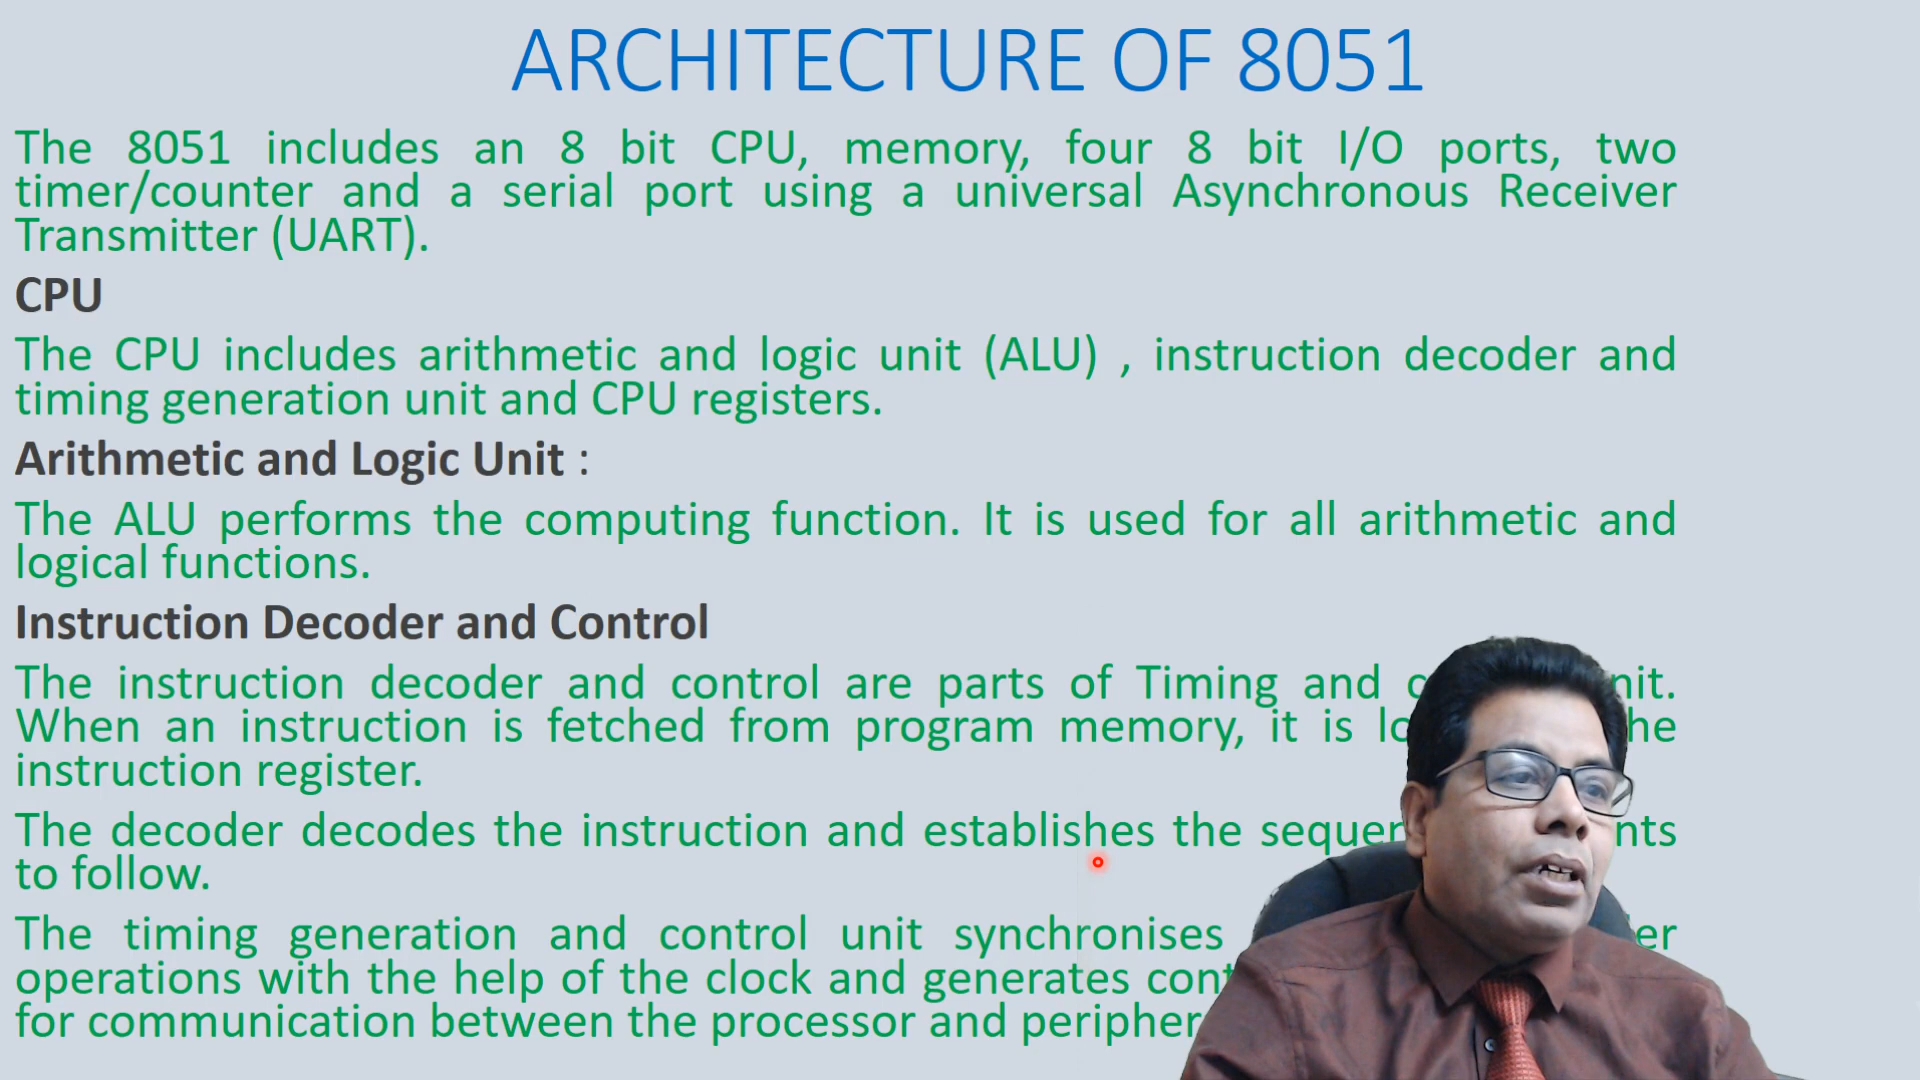 ARCHITECTURE OF 8051
The 8051 includes an 8 bit CPU, memory, four 8 bit I/O ports, two
timer/counter and a serial port using a universal Asynchronous Receiver
Transmitter (UART).
CPU
The CPU includes arithmetic and logic unit (ALU) , instruction decoder and
timing generation unit and CPU registers.
Arithmetic and Logic Unit :
The ALU performs the computing function. It is used for all arithmetic and
logical functions.
Instruction Decoder and Control
The instruction decoder and control are parts of Timing and
When an instruction is fetched from program memory, it is
instruction register.
The decoder decodes the instruction and establishes the
to follow.
The timing generation and control unit synchronises
operations with the help of the clock and generates
for communication between the processor and